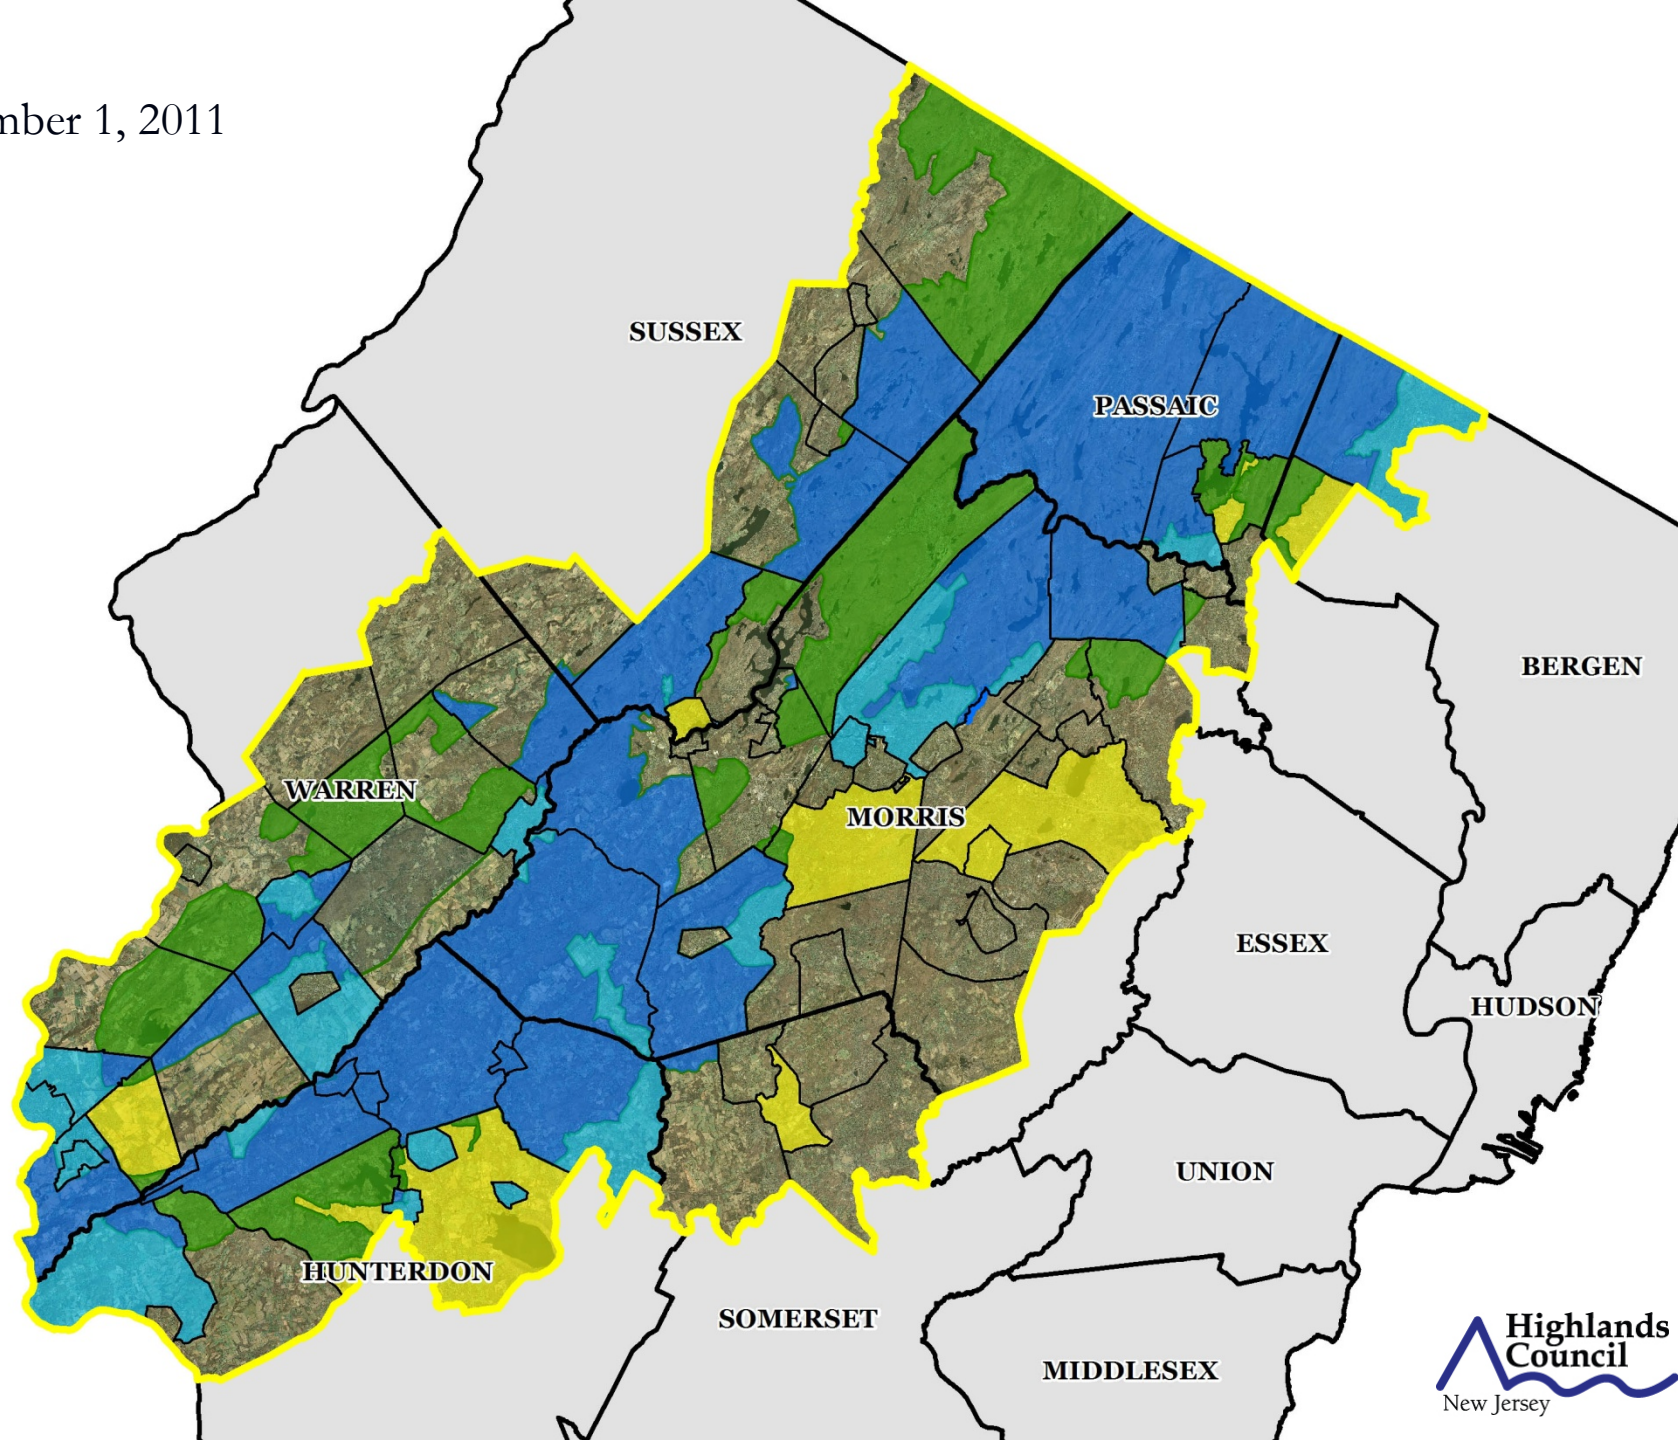 mber 1, 2011
SUSSEX
PASSAIC
BERGEN
WARREN
MORRIS
ESSEX
HUDSON
UNION
HUNTERDON
SOMERSET
MIDDLESEX
Highlands
Council
New Jersey